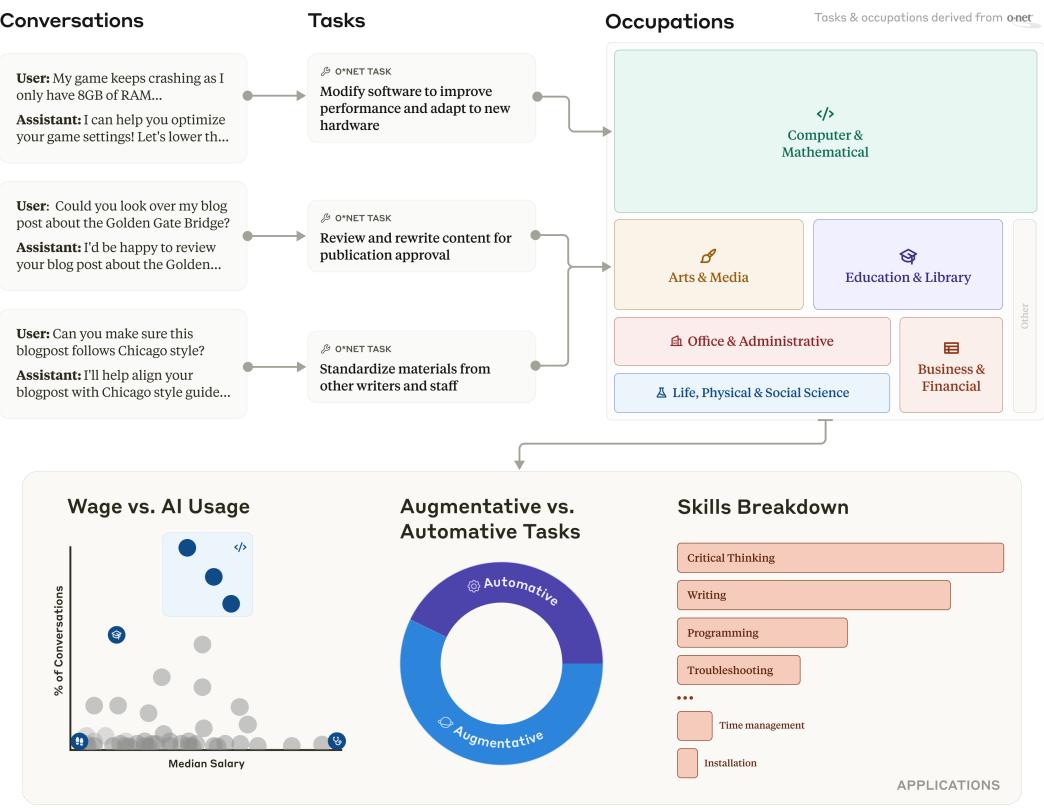 Conversations
Tasks
Occupations
Tasks & occupations derived from o·net
User: My game keeps crashing as I
only have 8GB of RAM...
Assistant: I can help you optimize
your game settings! Let's lower th...
User:  Could you look over my blog
post about the Golden Gate Bridge?
Assistant: I'd be happy to review
your blog post about the Golden...
User: Can you make sure this
blogpost follows Chicago style?
Assistant: I'll help align your
blogpost with Chicago style guide...
O*NET TASK
Modify software to improve
performance and adapt to new
hardware
O*NET TASK
Review and rewrite content for
publication approval
O*NET TASK
Standardize materials from
other writers and staff
</> 
Computer &
Mathematical
Arts & Media
Education & Library
Other
Office & Administrative
Business &
Financial
Life, Physical & Social Science
Wage vs. AI Usage
</>
% of Conversations
Median Salary
Augmentative vs.
Automative Tasks
Automative
Augmentative
Skills Breakdown
Critical Thinking
Writing
Programming
Troubleshooting
...
Time management
Installation
APPLICATIONS